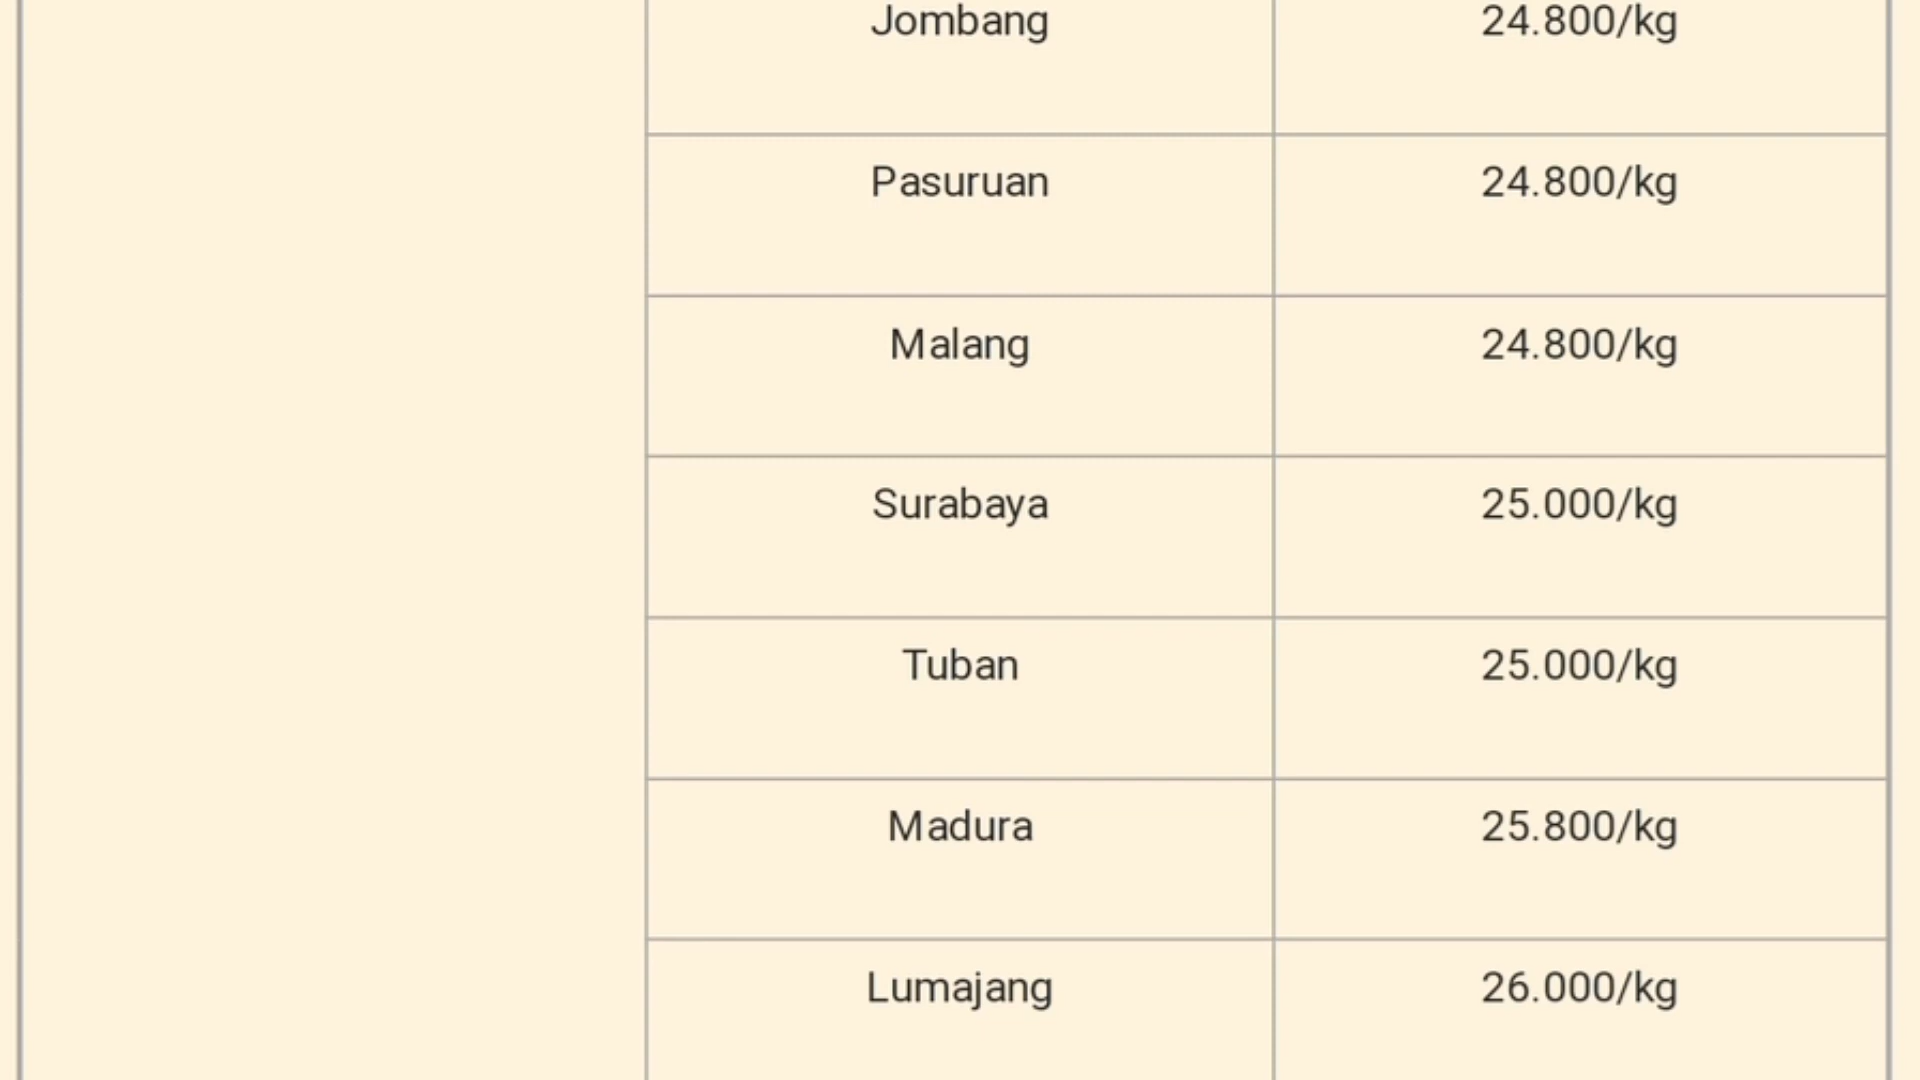 Jombang 24.800/kg
Pasuruan 24.800/kg
Malang 24.800/kg
Surabaya 25.000/kg
Tuban 25.000/kg
Madura 25.800/kg
Lumajang 26.000/kg